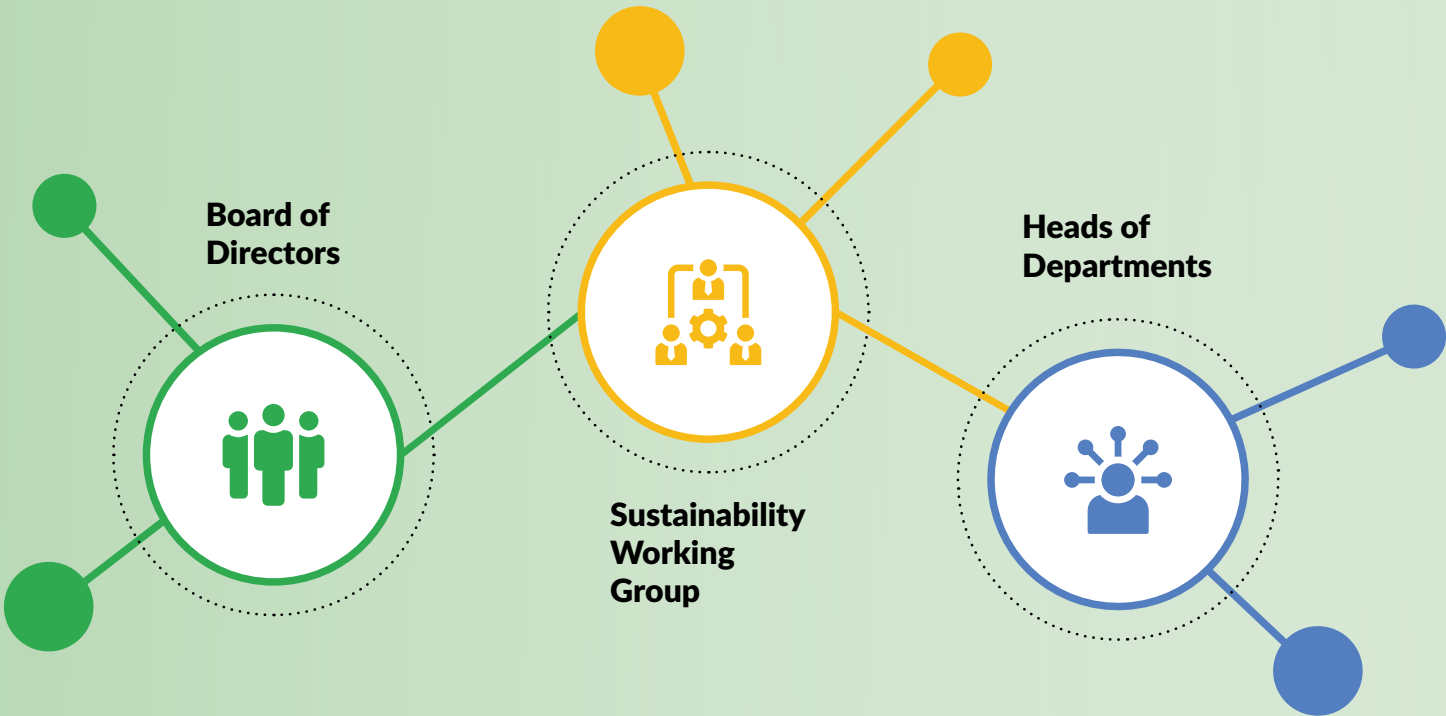 Board of
Directors
Sustainability
Working
Group
Heads of
Departments